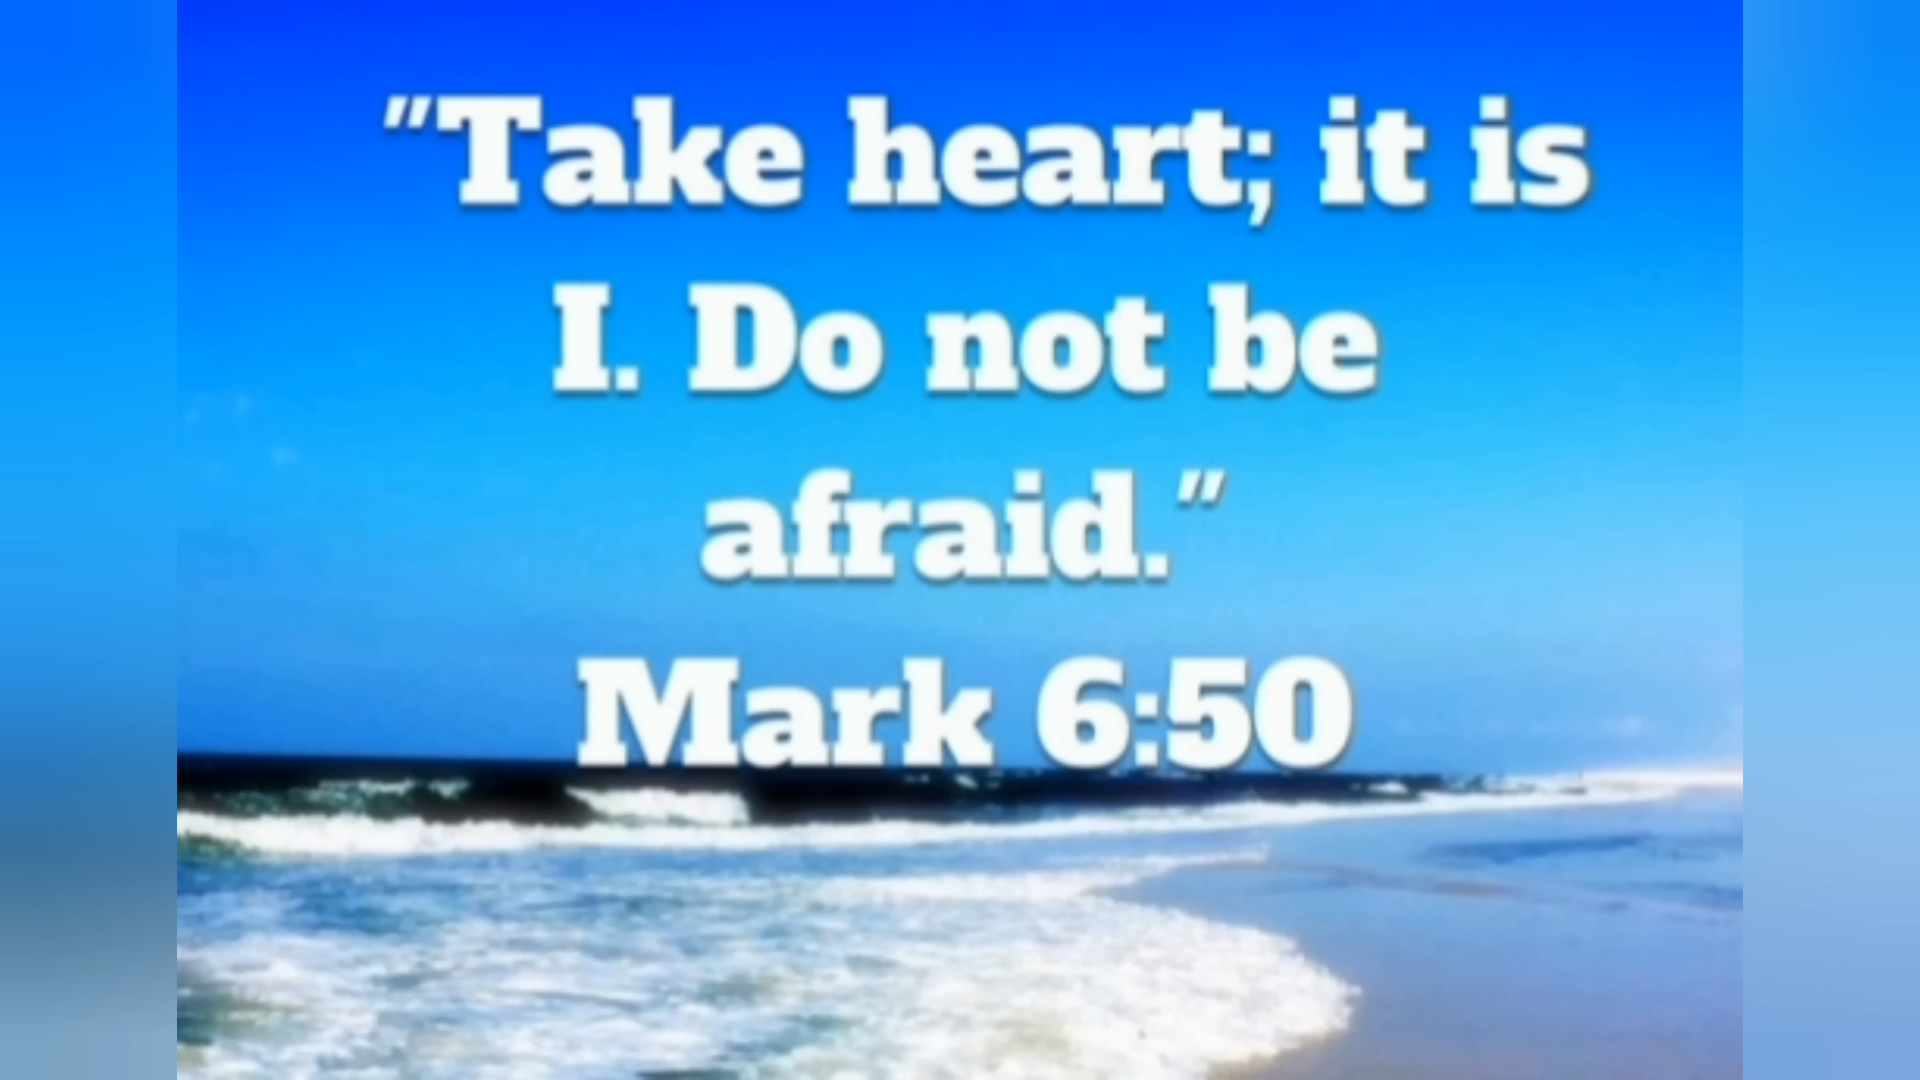 "Take heart; it is
I. Do not be
afraid."
Mark 6:50